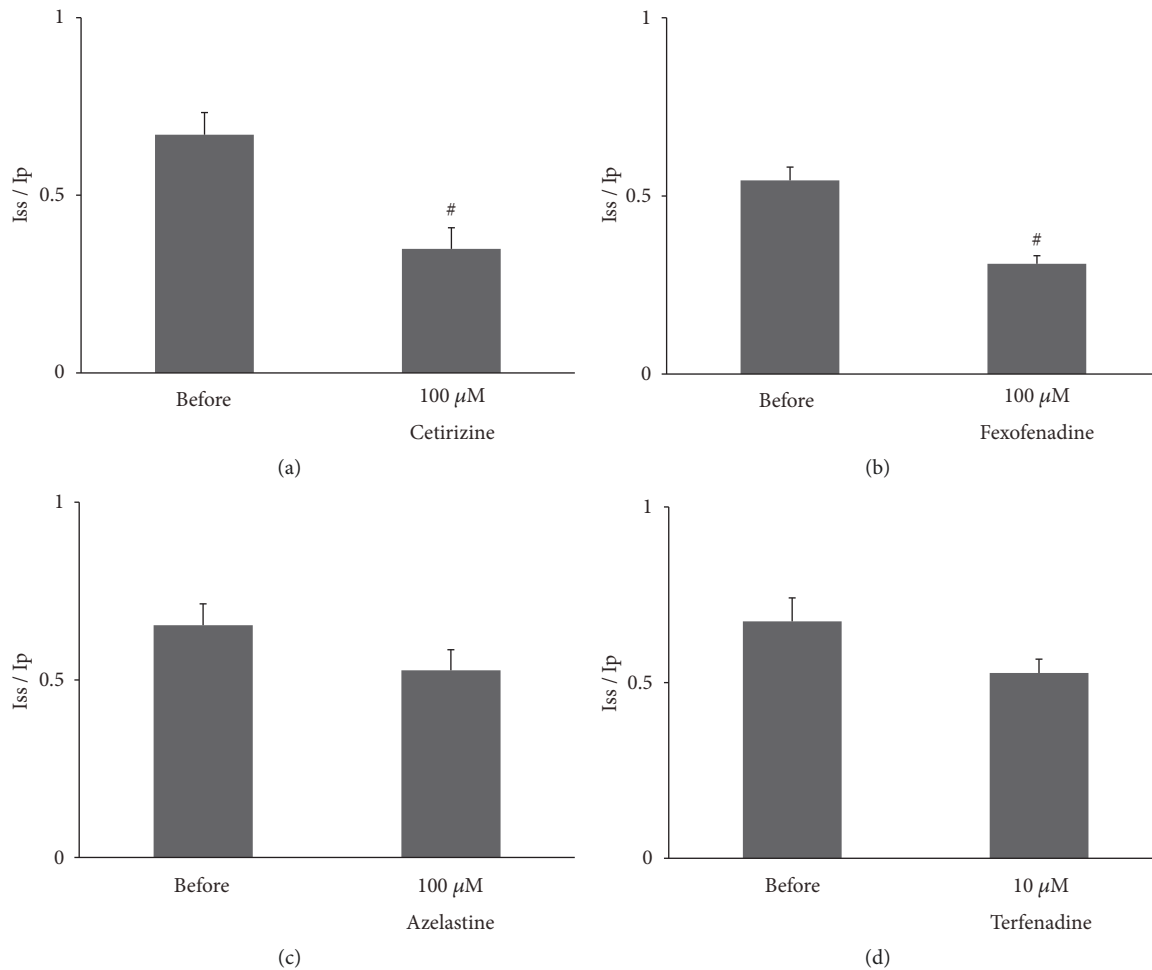 1
Iss / Ip
0.5
#
0
Before
100 μM
Cetirizine
(a)
1
Iss / Ip
0.5
#
0
Before
100 μM
Fexofenadine
(b)
1
Iss / Ip
0.5
0
Before
100 μM
Azelastine
(c)
1
Iss / Ip
0.5
0
Before
10 μM
Terfenadine
(d)